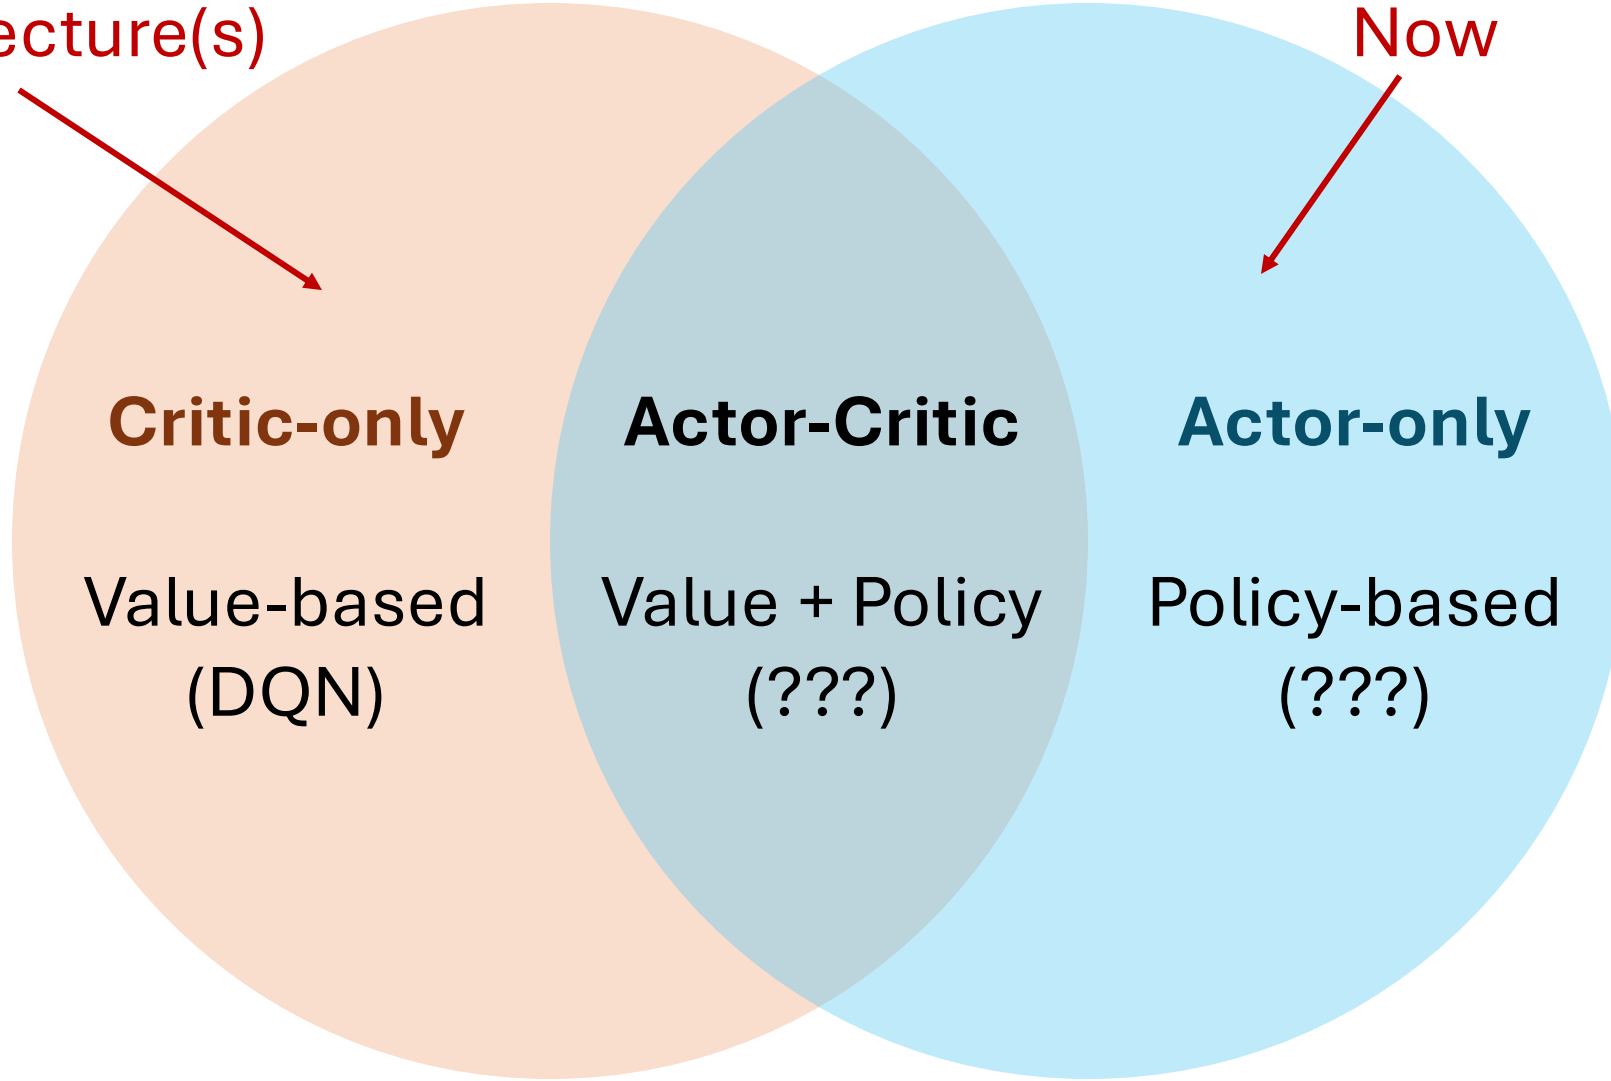 ecture(s)
Now
Critic-only
Actor-Critic
Actor-only
Value-based
(DQN)
Value + Policy
(???)
Policy-based
(???)